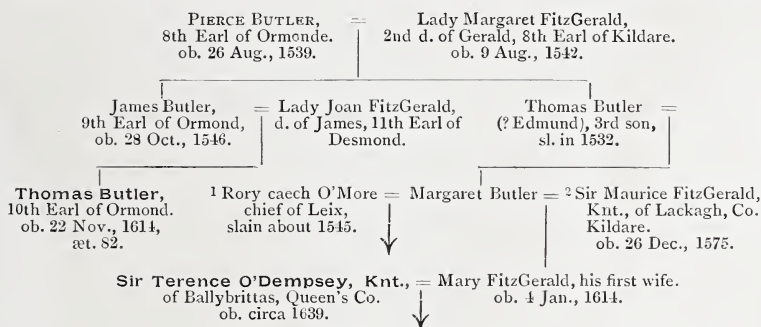 PIERCE BUTLER, = Lady Margaret FitzGerald,
8th Earl of Ormonde. 2nd d. of Gerald, 8th Earl of Kildare.
ob. 26 Aug., 1539. ob. 9 Aug., 1542.
James Butler, = Lady Joan FitzGerald, Thomas Butler =
9th Earl of Ormond, d. of James, 11th Earl of (? Edmund), 3rd son,
ob. 28 Oct., 1546. Desmond. sl. in 1532.
Thomas Butler, 1 Rory caech O'More = Margaret Butler = 2 Sir Maurice FitzGerald,
10th Earl of Ormond. chief of Leix, Knt., of Lackagh, Co.
ob. 22 Nov., 1614, slain about 1545. Kildare.
æt. 82. ob. 26 Dec., 1575.
Sir Terence O'Dempsey, Knt., = Mary FitzGerald, his first wife.
of Ballybrittas, Queen's Co. ob. 4 Jan., 1614.
ob. circa 1639.